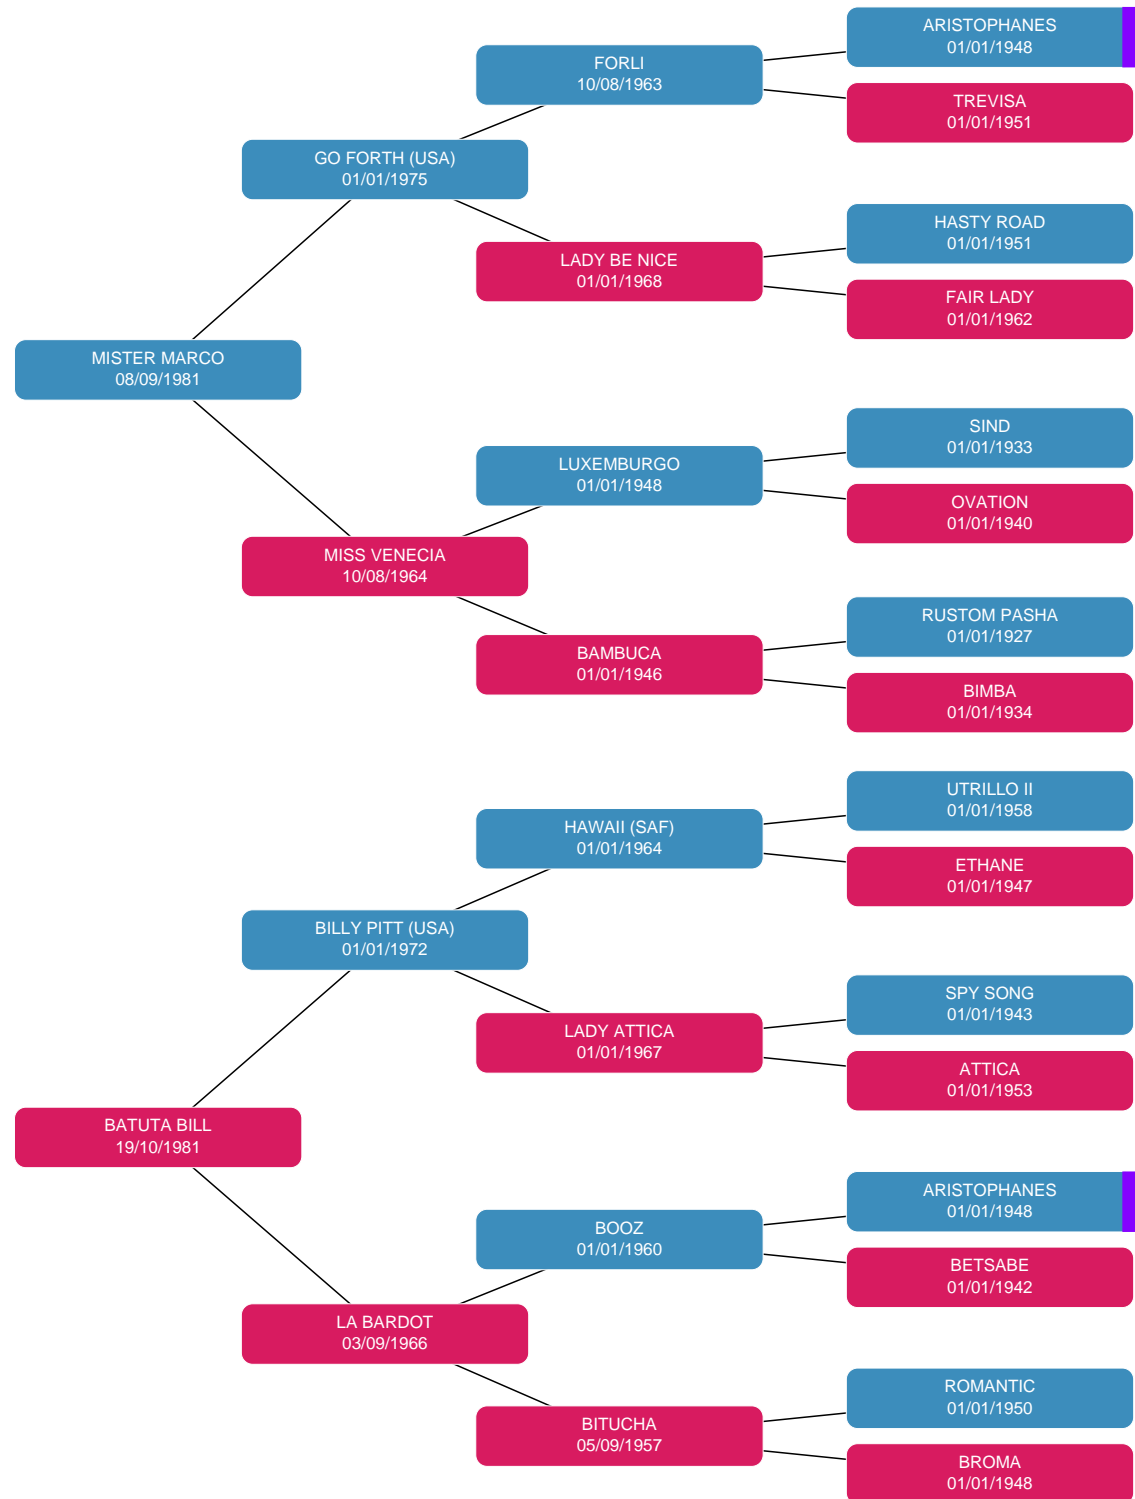 ARISTOPHANES
01/01/1948
FORLI
10/08/1963
TREVISA
01/01/1951
GO FORTH (USA)
01/01/1975
HASTY ROAD
01/01/1951
LADY BE NICE
01/01/1968
FAIR LADY
01/01/1962
MISTER MARCO
08/09/1981
SIND
01/01/1933
LUXEMBURGO
01/01/1948
OVATION
01/01/1940
MISS VENECIA
10/08/1964
RUSTOM PASHA
01/01/1927
BAMBUCA
01/01/1946
BIMBA
01/01/1934
UTRILLO II
01/01/1958
HAWAII (SAF)
01/01/1964
ETHANE
01/01/1947
BILLY PITT (USA)
01/01/1972
SPY SONG
01/01/1943
LADY ATTICA
01/01/1967
ATTICA
01/01/1953
BATUTA BILL
19/10/1981
ARISTOPHANES
01/01/1948
BOOZ
01/01/1960
BETSABE
01/01/1942
LA BARDOT
03/09/1966
ROMANTIC
01/01/1950
BITUCHA
05/09/1957
BROMA
01/01/1948